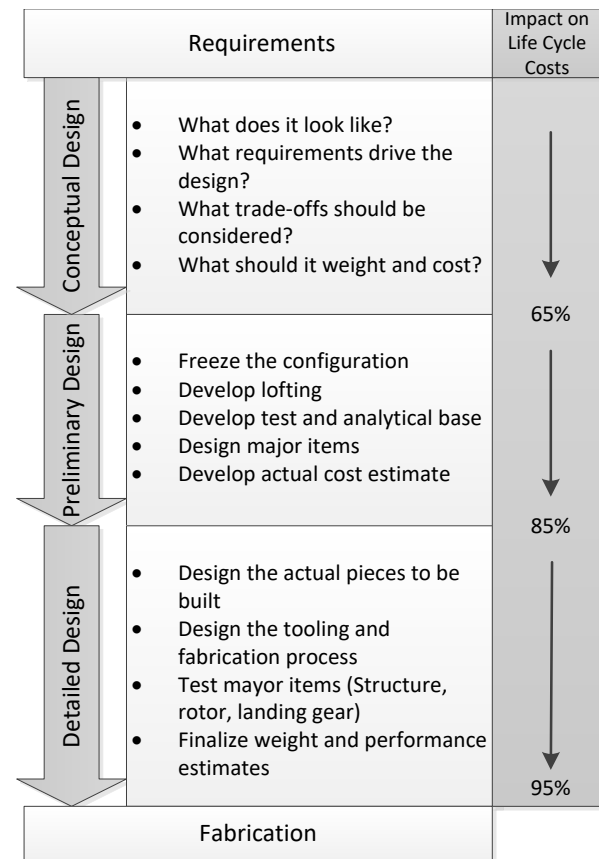 Requirements
Impact on
Life Cycle
Costs
Conceptual Design
• What does it look like?
• What requirements drive the
design?
• What trade-offs should be
considered?
• What should it weight and cost?
65%
Preliminary Design
• Freeze the configuration
• Develop lofting
• Develop test and analytical base
• Design major items
• Develop actual cost estimate
85%
Detailed Design
• Design the actual pieces to be
built
• Design the tooling and
fabrication process
• Test mayor items (Structure,
rotor, landing gear)
• Finalize weight and performance
estimates
95%
Fabrication